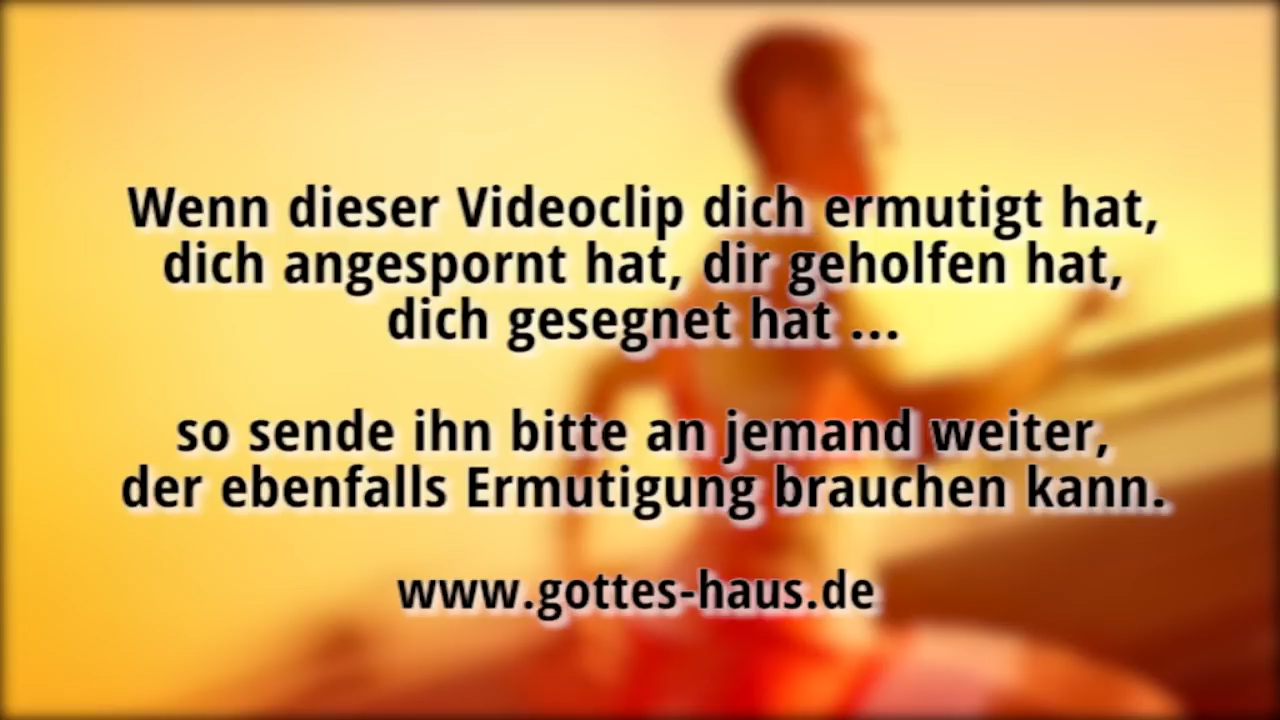 Wenn dieser Videoclip dich ermutigt hat,
dich angespornt hat, dir geholfen hat,
dich gesegnet hat ...
so sende ihn bitte an jemand weiter,
der ebenfalls Ermutigung brauchen kann.
www.gottes-haus.de